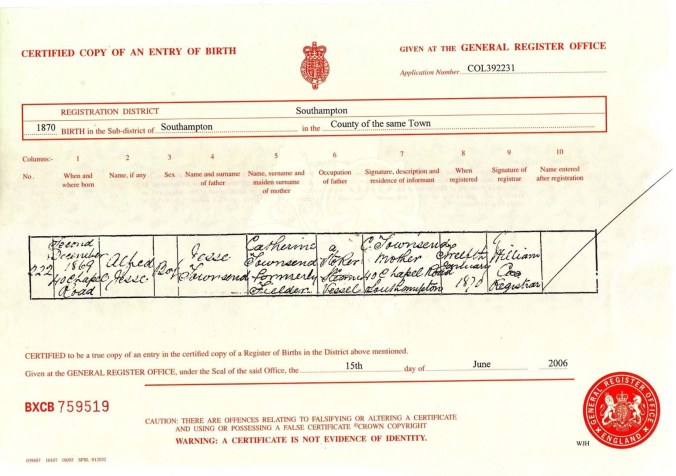 CERTIFIED COPY OF AN ENTRY OF BIRTH
GIVEN AT THE GENERAL REGISTER OFFICE
Application Number COL392231
REGISTRATION DISTRICT Southampton
1870 BIRTH in the Sub-district of Southampton in the County of the same Town
Columns:- 1 2 3 4 5 6 7 8 9 10
No. When and where born Name, if any Sex Name and surname of father Name, surname and maiden surname of mother Occupation of father Signature, description and residence of informant When registered Signature of registrar Name entered after registration
222
Second
December
1869
40 Chapel
Road
Alfred
Jesse
Boy
Jesse
Townsend
Catherine
Townsend
formerly
Fielder
a
Stoker
Steam
Vessel
C. Townsend
Mother
40 Chapel Road
Southampton
January
1870
William
Cox
Registrar
CERTIFIED to be a true copy of an entry in the certified copy of a Register of Births in the District above mentioned.
Given at the GENERAL REGISTER OFFICE, under the Seal of the said Office, the 15th day of June 2006
BXCB 759519
CAUTION: THERE ARE OFFENCES RELATING TO FALSIFYING OR ALTERING A CERTIFICATE
AND USING OR POSSESSING A FALSE CERTIFICATE ©CROWN COPYRIGHT
WARNING: A CERTIFICATE IS NOT EVIDENCE OF IDENTITY.
GENERAL REGISTER OFFICE
ENGLAND
WJH